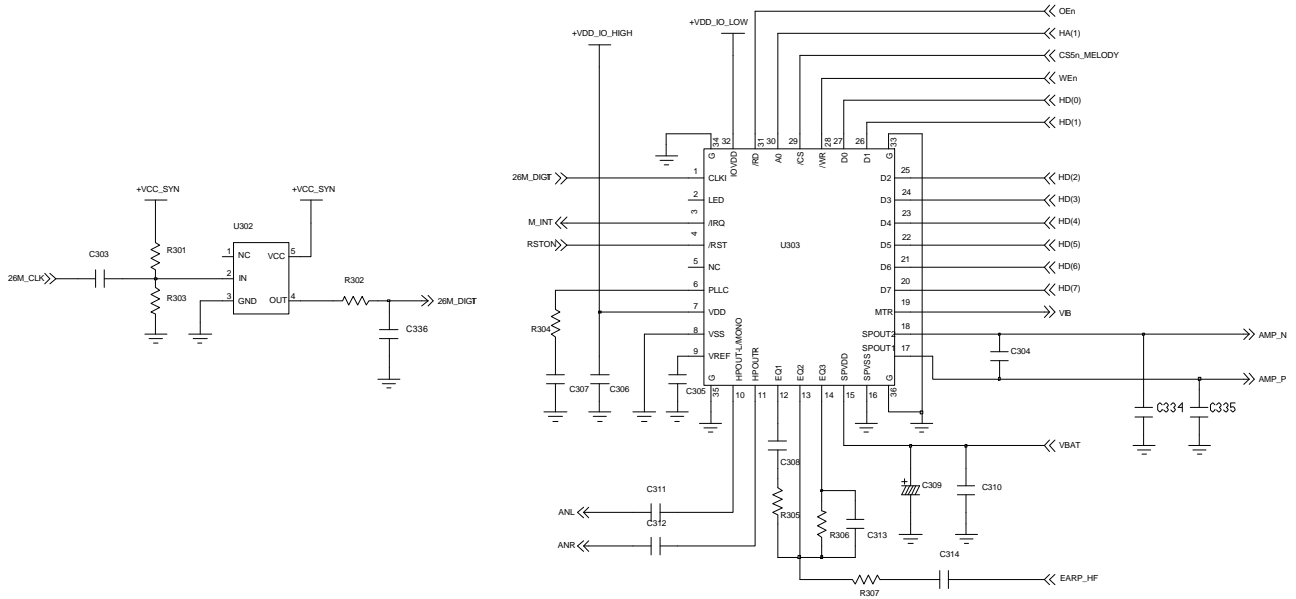 OEn
+VDD_IO_LOW
HA(1)
+VDD_IO_HIGH
CS5n_MELODY
WEn
HD(0)
HD(1)
34
32
31
30
29
28
27
26
33
G
IOVDD
/RD
A0
/CS
/WR
D0
D1
G
26M_DIGT
1
CLKI
D2
25
HD(2)
2
LED
D3
24
HD(3)
M_INT
3
/IRQ
D4
23
HD(4)
RSTON
4
/RST
U303
D5
22
HD(5)
5
NC
D6
21
HD(6)
6
PLLC
D7
20
HD(7)
7
VDD
MTR
19
VIB
8
VSS
SPOUT2
18
AMP_N
9
VREF
SPOUT1
17
AMP_P
R304
C307
C306
C305
C304
C334
C335
G
HPOUT-L/MONO
HPOUTR
EQ1
EQ2
EQ3
SPVDD
SPVSS
G
35
10
11
12
13
14
15
16
36
+VCC_SYN
+VCC_SYN
U302
C303
R301
1
NC
VCC
5
26M_CLK
2
IN
R303
3
GND
OUT
4
R302
26M_DIGT
C336
VBAT
C308
C309
C310
C311
R305
ANL
C312
R306
C313
ANR
C314
R307
EARP_HF